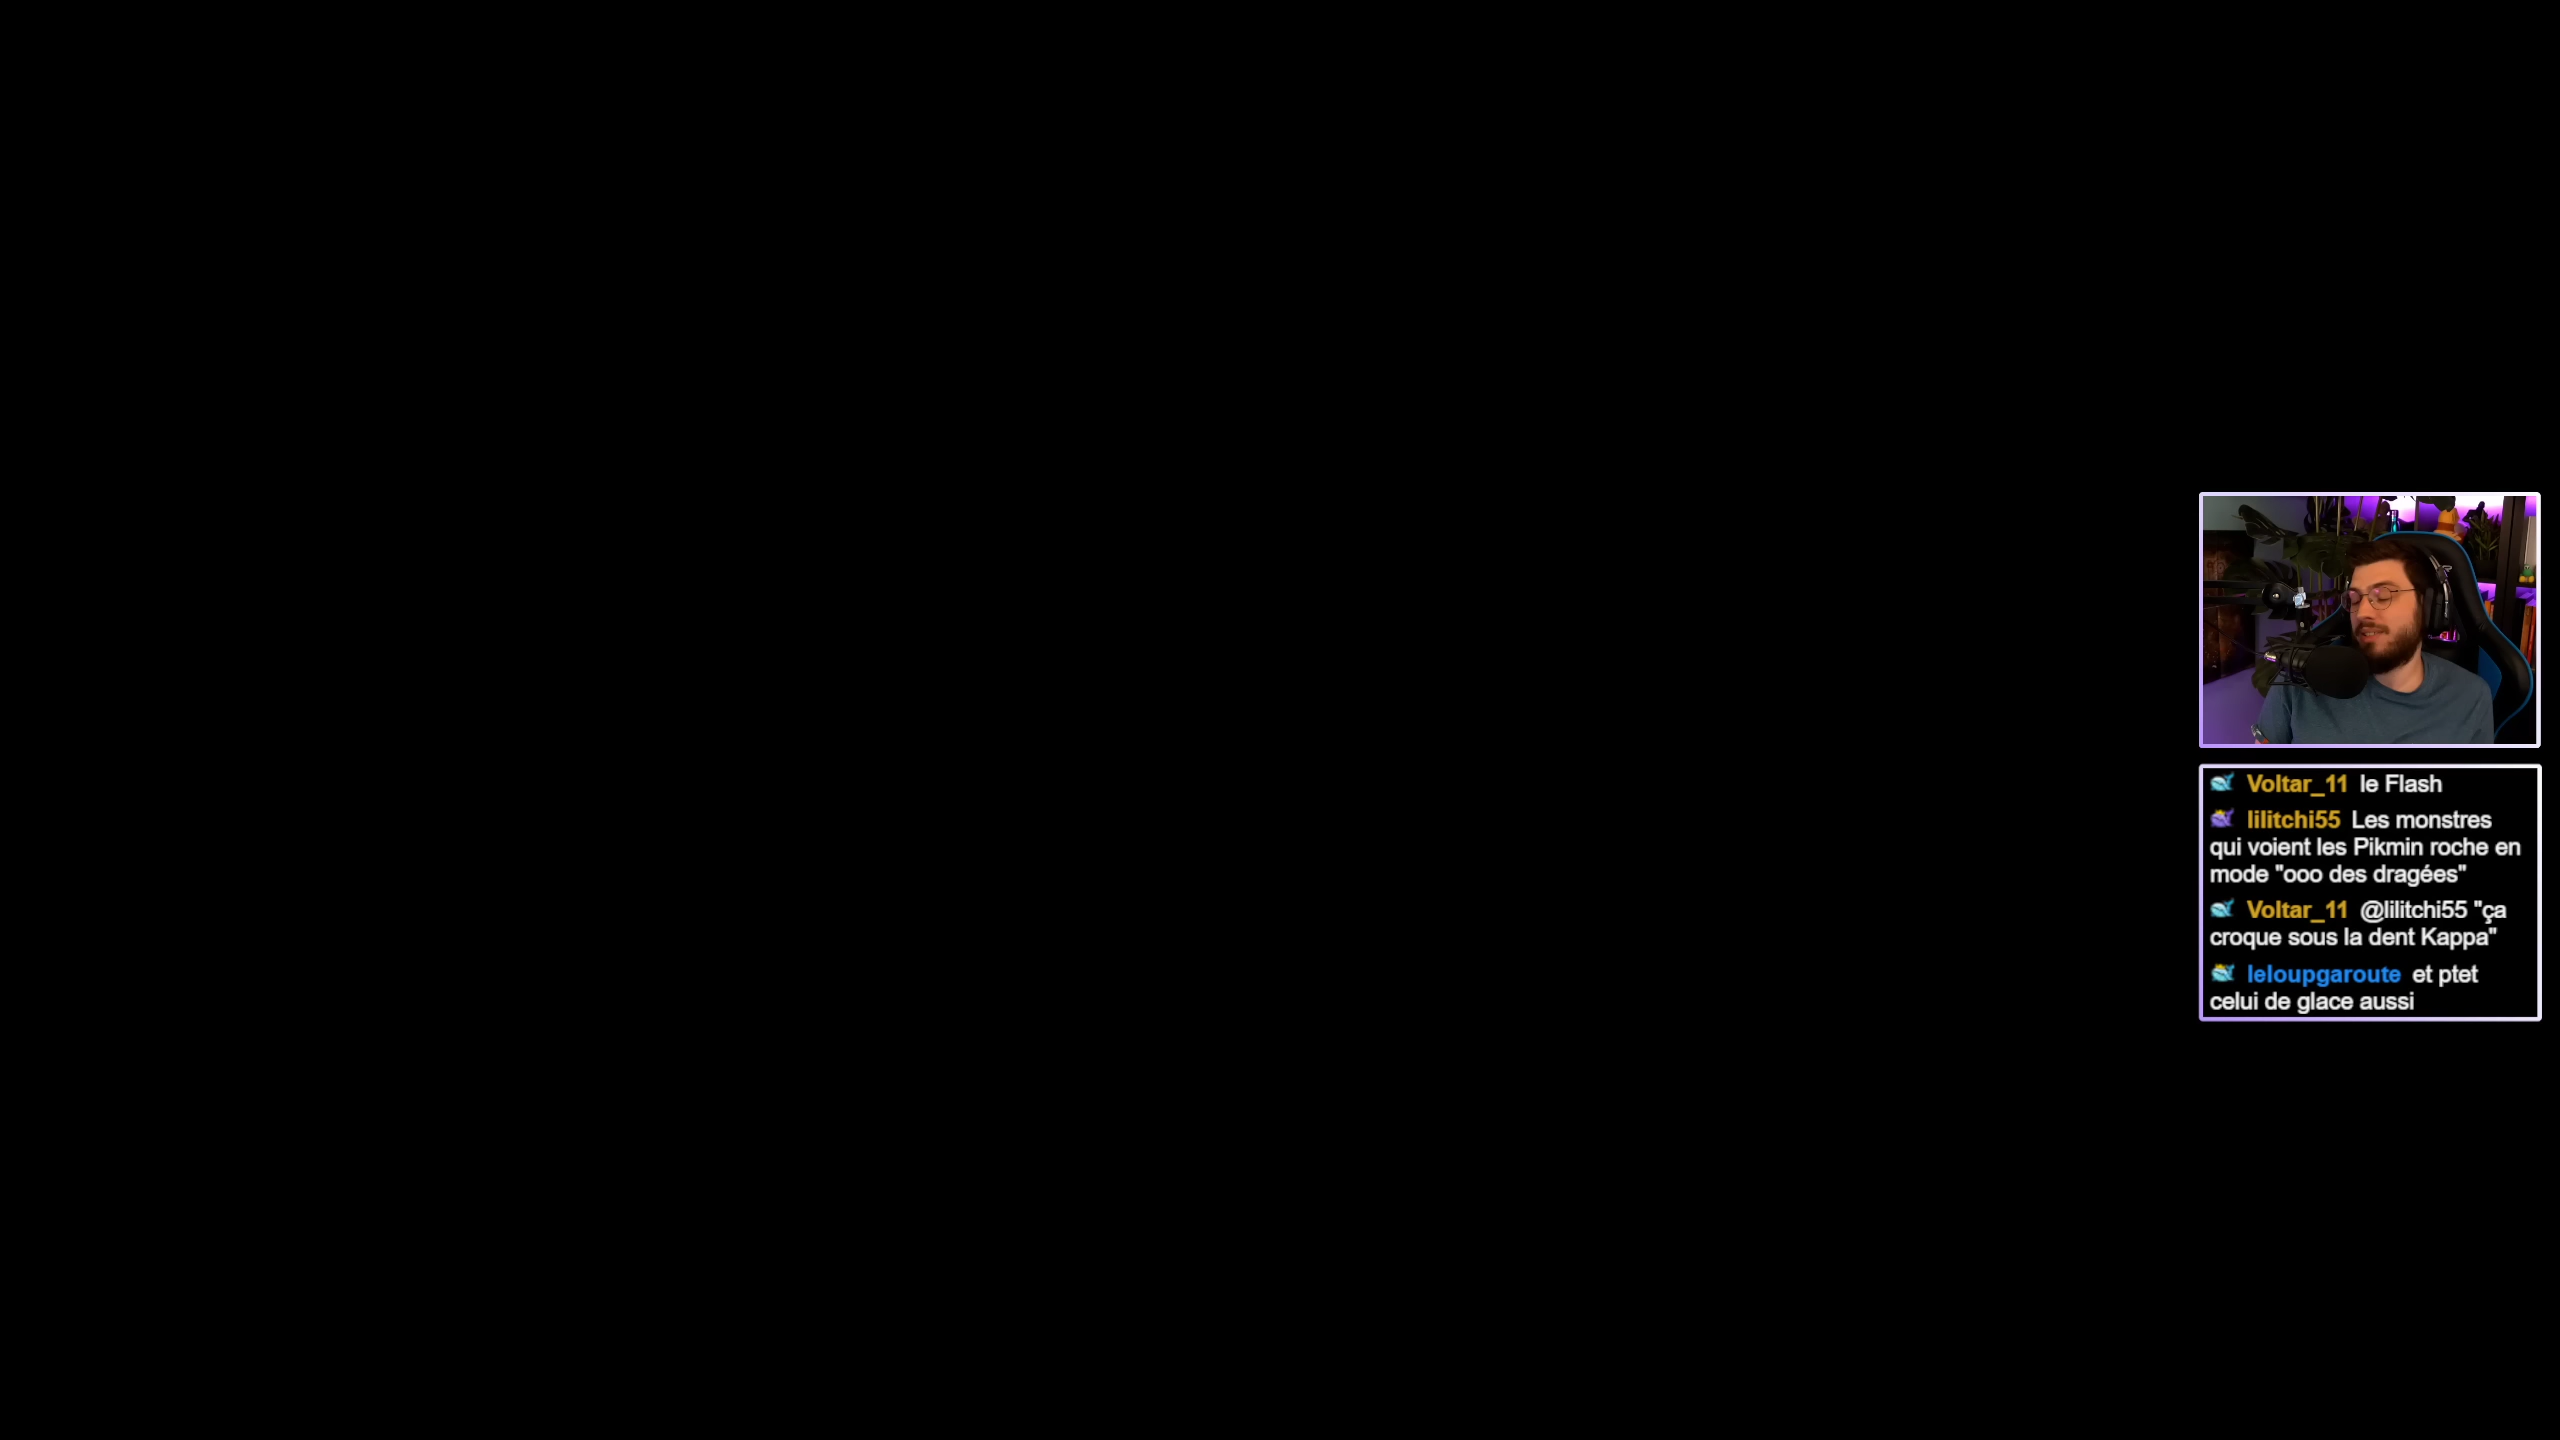 Voltar_11 le Flash
lilitchi55 Les monstres
qui voient les Pikmin roche en
mode "ooo des dragées"
Voltar_11 @lilitchi55 "ça
croque sous la dent Kappa"
leloupgaroute et ptet
celui de glace aussi